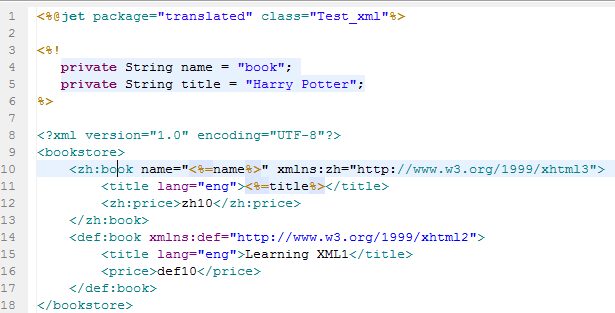 1 <%@jet package="translated" class="Test_xml"%>
2
3 <%!
4    private String name = "book";
5    private String title = "Harry Potter";
6 %>
7
8 <?xml version="1.0" encoding="UTF-8"?>
9 <bookstore>
10     <zh:book name="<%=name%>" xmlns:zh="http://www.w3.org/1999/xhtml3">
11         <title lang="eng"><%=title%></title>
12         <zh:price>zh10</zh:price>
13     </zh:book>
14     <def:book xmlns:def="http://www.w3.org/1999/xhtml2">
15         <title lang="eng">Learning XML1</title>
16         <price>def10</price>
17     </def:book>
18 </bookstore>